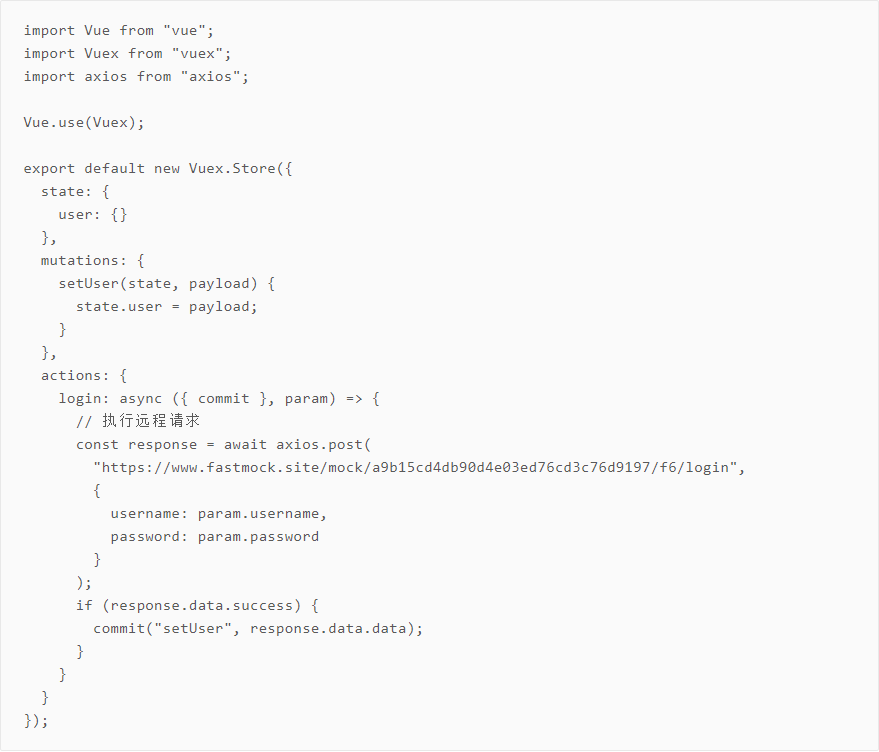 import Vue from "vue";
import Vuex from "vuex";
import axios from "axios";

Vue.use(Vuex);

export default new Vuex.Store({
  state: {
    user: {}
  },
  mutations: {
    setUser(state, payload) {
      state.user = payload;
    }
  },
  actions: {
    login: async ({ commit }, param) => {
      // 执行远程请求
      const response = await axios.post(
        "https://www.fastmock.site/mock/a9b15cd4db90d4e03ed76cd3c76d9197/f6/login",
        {
          username: param.username,
          password: param.password
        }
      );
      if (response.data.success) {
        commit("setUser", response.data.data);
      }
    }
  }
});